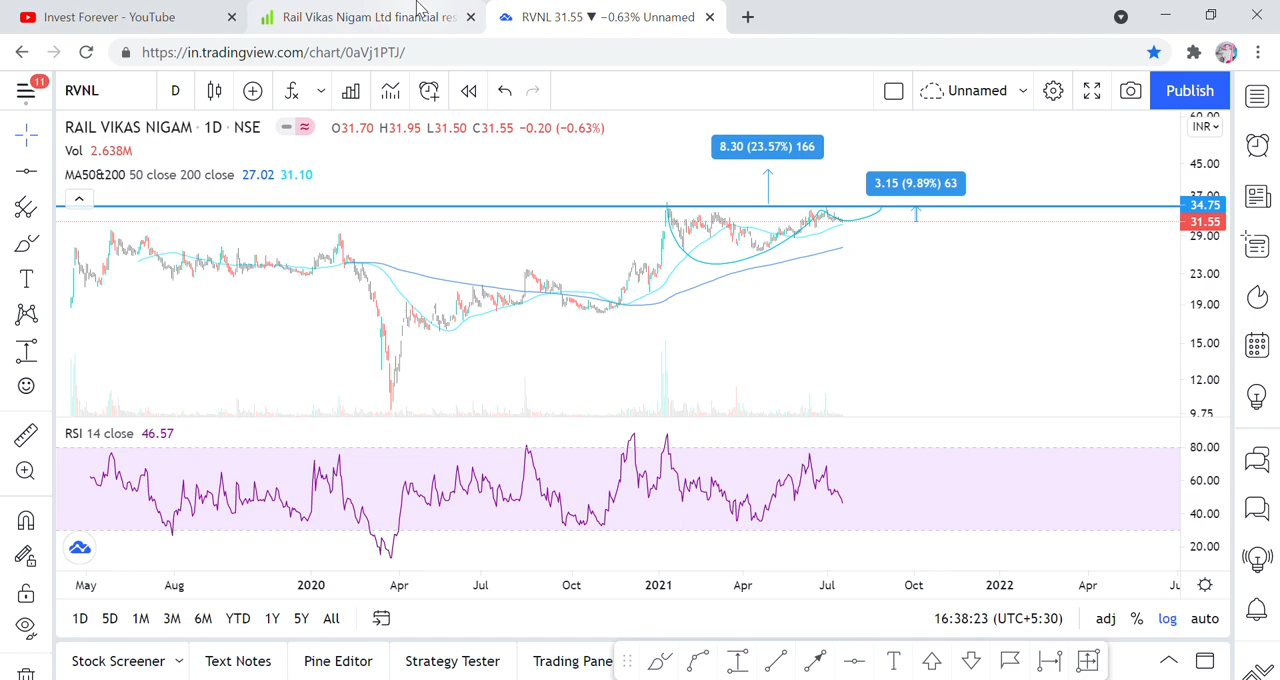 Invest Forever - YouTube
Rail Vikas Nigam Ltd financial res
RVNL 31.55 ▼ −0.63% Unnamed
https://in.tradingview.com/chart/0aVj1PTJ/
11
RVNL
D
Unnamed
Publish
RAIL VIKAS NIGAM · 1D · NSE
O31.70 H31.95 L31.50 C31.55 −0.20 (−0.63%)
Vol 2.638M
MA50&200 50 close 200 close 27.02 31.10
8.30 (23.57%) 166
3.15 (9.89%) 63
60.00
INR
45.00
37.00
34.75
31.55
29.00
23.00
19.00
15.00
12.00
9.75
RSI 14 close 46.57
80.00
60.00
40.00
20.00
May Aug 2020 Apr Jul Oct 2021 Apr Jul Oct 2022 Apr Ju
1D 5D 1M 3M 6M YTD 1Y 5Y All
16:38:23 (UTC+5:30) adj % log auto
Stock Screener Text Notes Pine Editor Strategy Tester Trading Pane
T